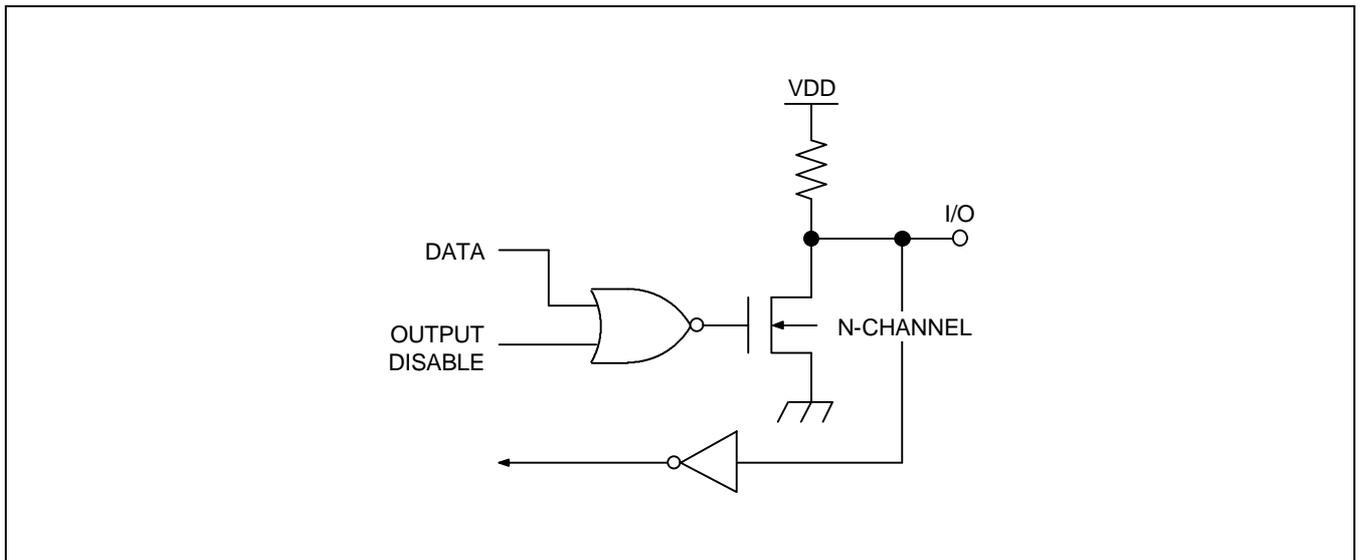 VDD
I/O
DATA
N-CHANNEL
OUTPUT
DISABLE